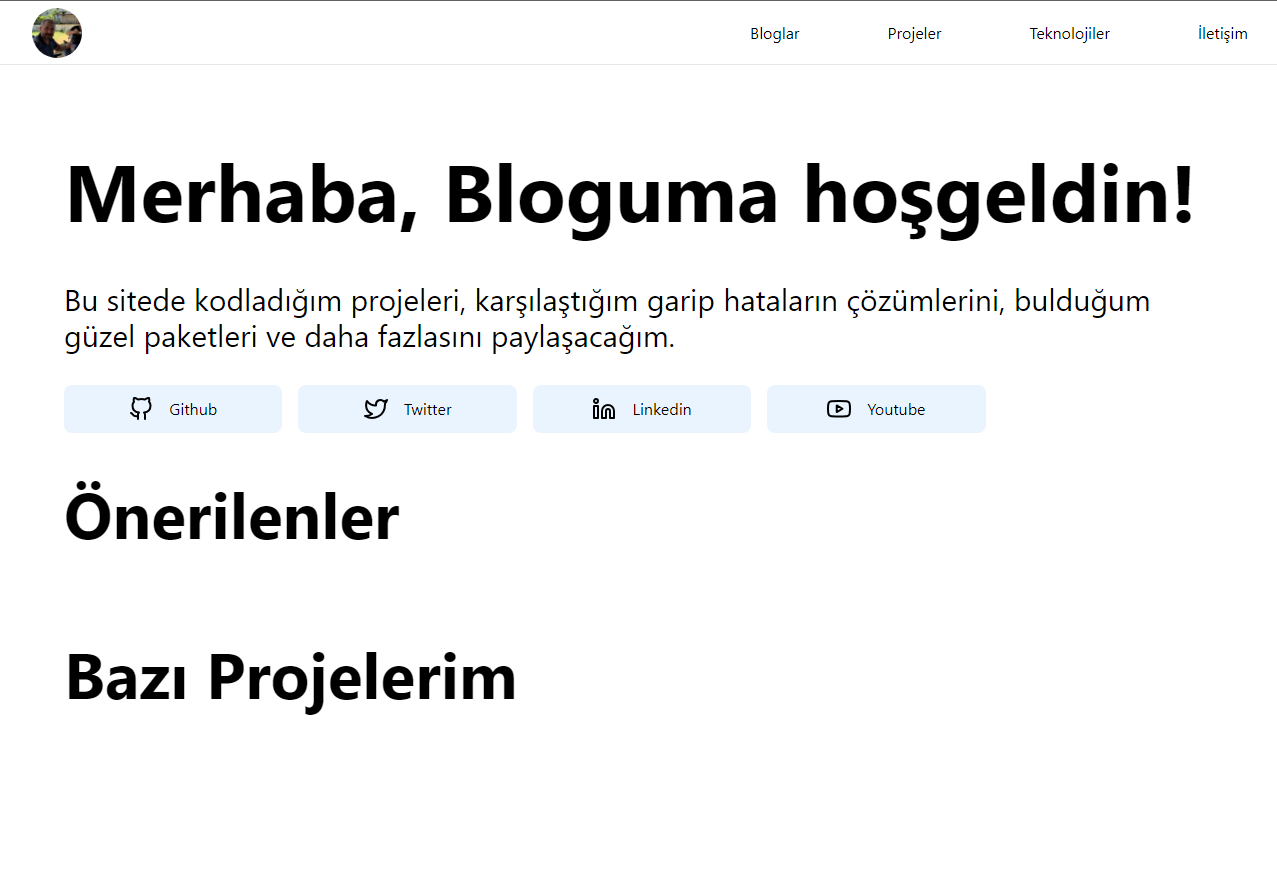 Bloglar Projeler Teknolojiler İletişim
Merhaba, Bloguma hoşgeldin!
Bu sitede kodladığım projeleri, karşılaştığım garip hataların çözümlerini, bulduğum
güzel paketleri ve daha fazlasını paylaşacağım.
Github Twitter Linkedin Youtube
Önerilenler
Bazı Projelerim